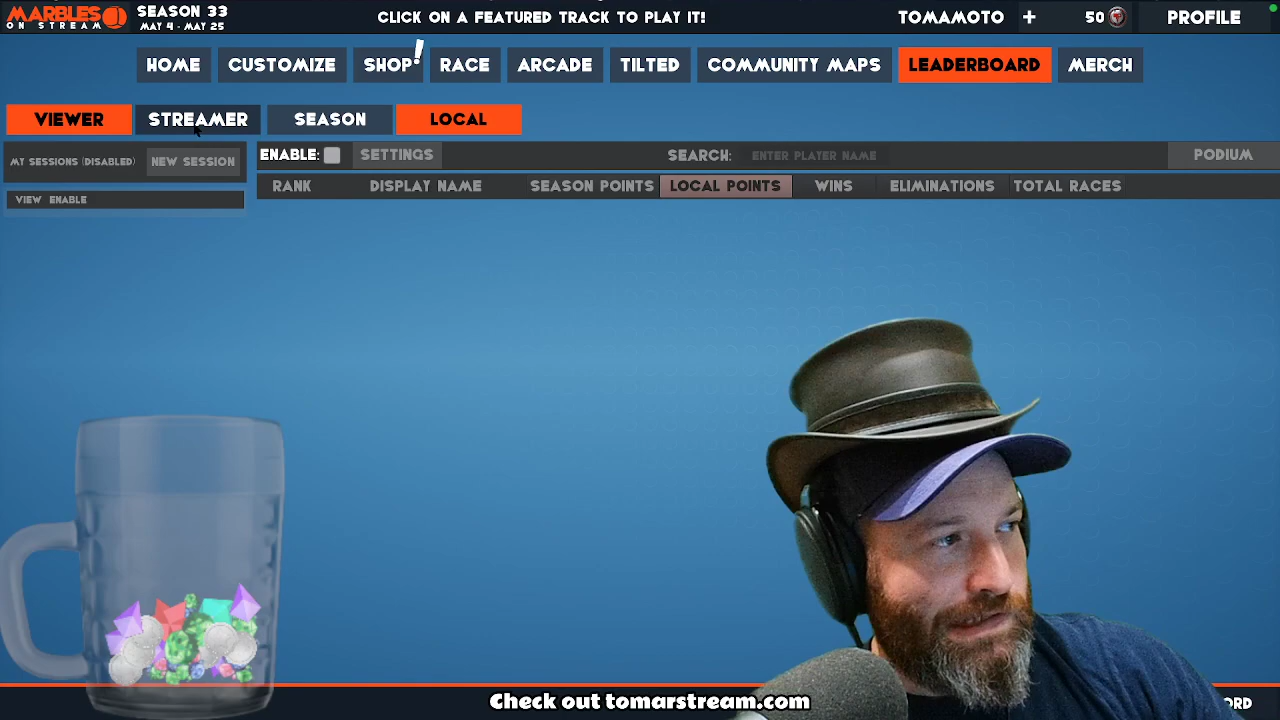 MARBLES
ON STREAM
SEASON 33
MAY 4 - MAY 25
CLICK ON A FEATURED TRACK TO PLAY IT!
TOMAMOTO +
50
PROFILE
HOME
CUSTOMIZE
SHOP!
RACE
ARCADE
TILTED
COMMUNITY MAPS
LEADERBOARD
MERCH
VIEWER
STREAMER
SEASON
LOCAL
MY SESSIONS (DISABLED)
NEW SESSION
ENABLE:
SETTINGS
SEARCH:
ENTER PLAYER NAME
PODIUM
VIEW ENABLE
RANK
DISPLAY NAME
SEASON POINTS
LOCAL POINTS
WINS
ELIMINATIONS
TOTAL RACES
Check out tomarstream.com